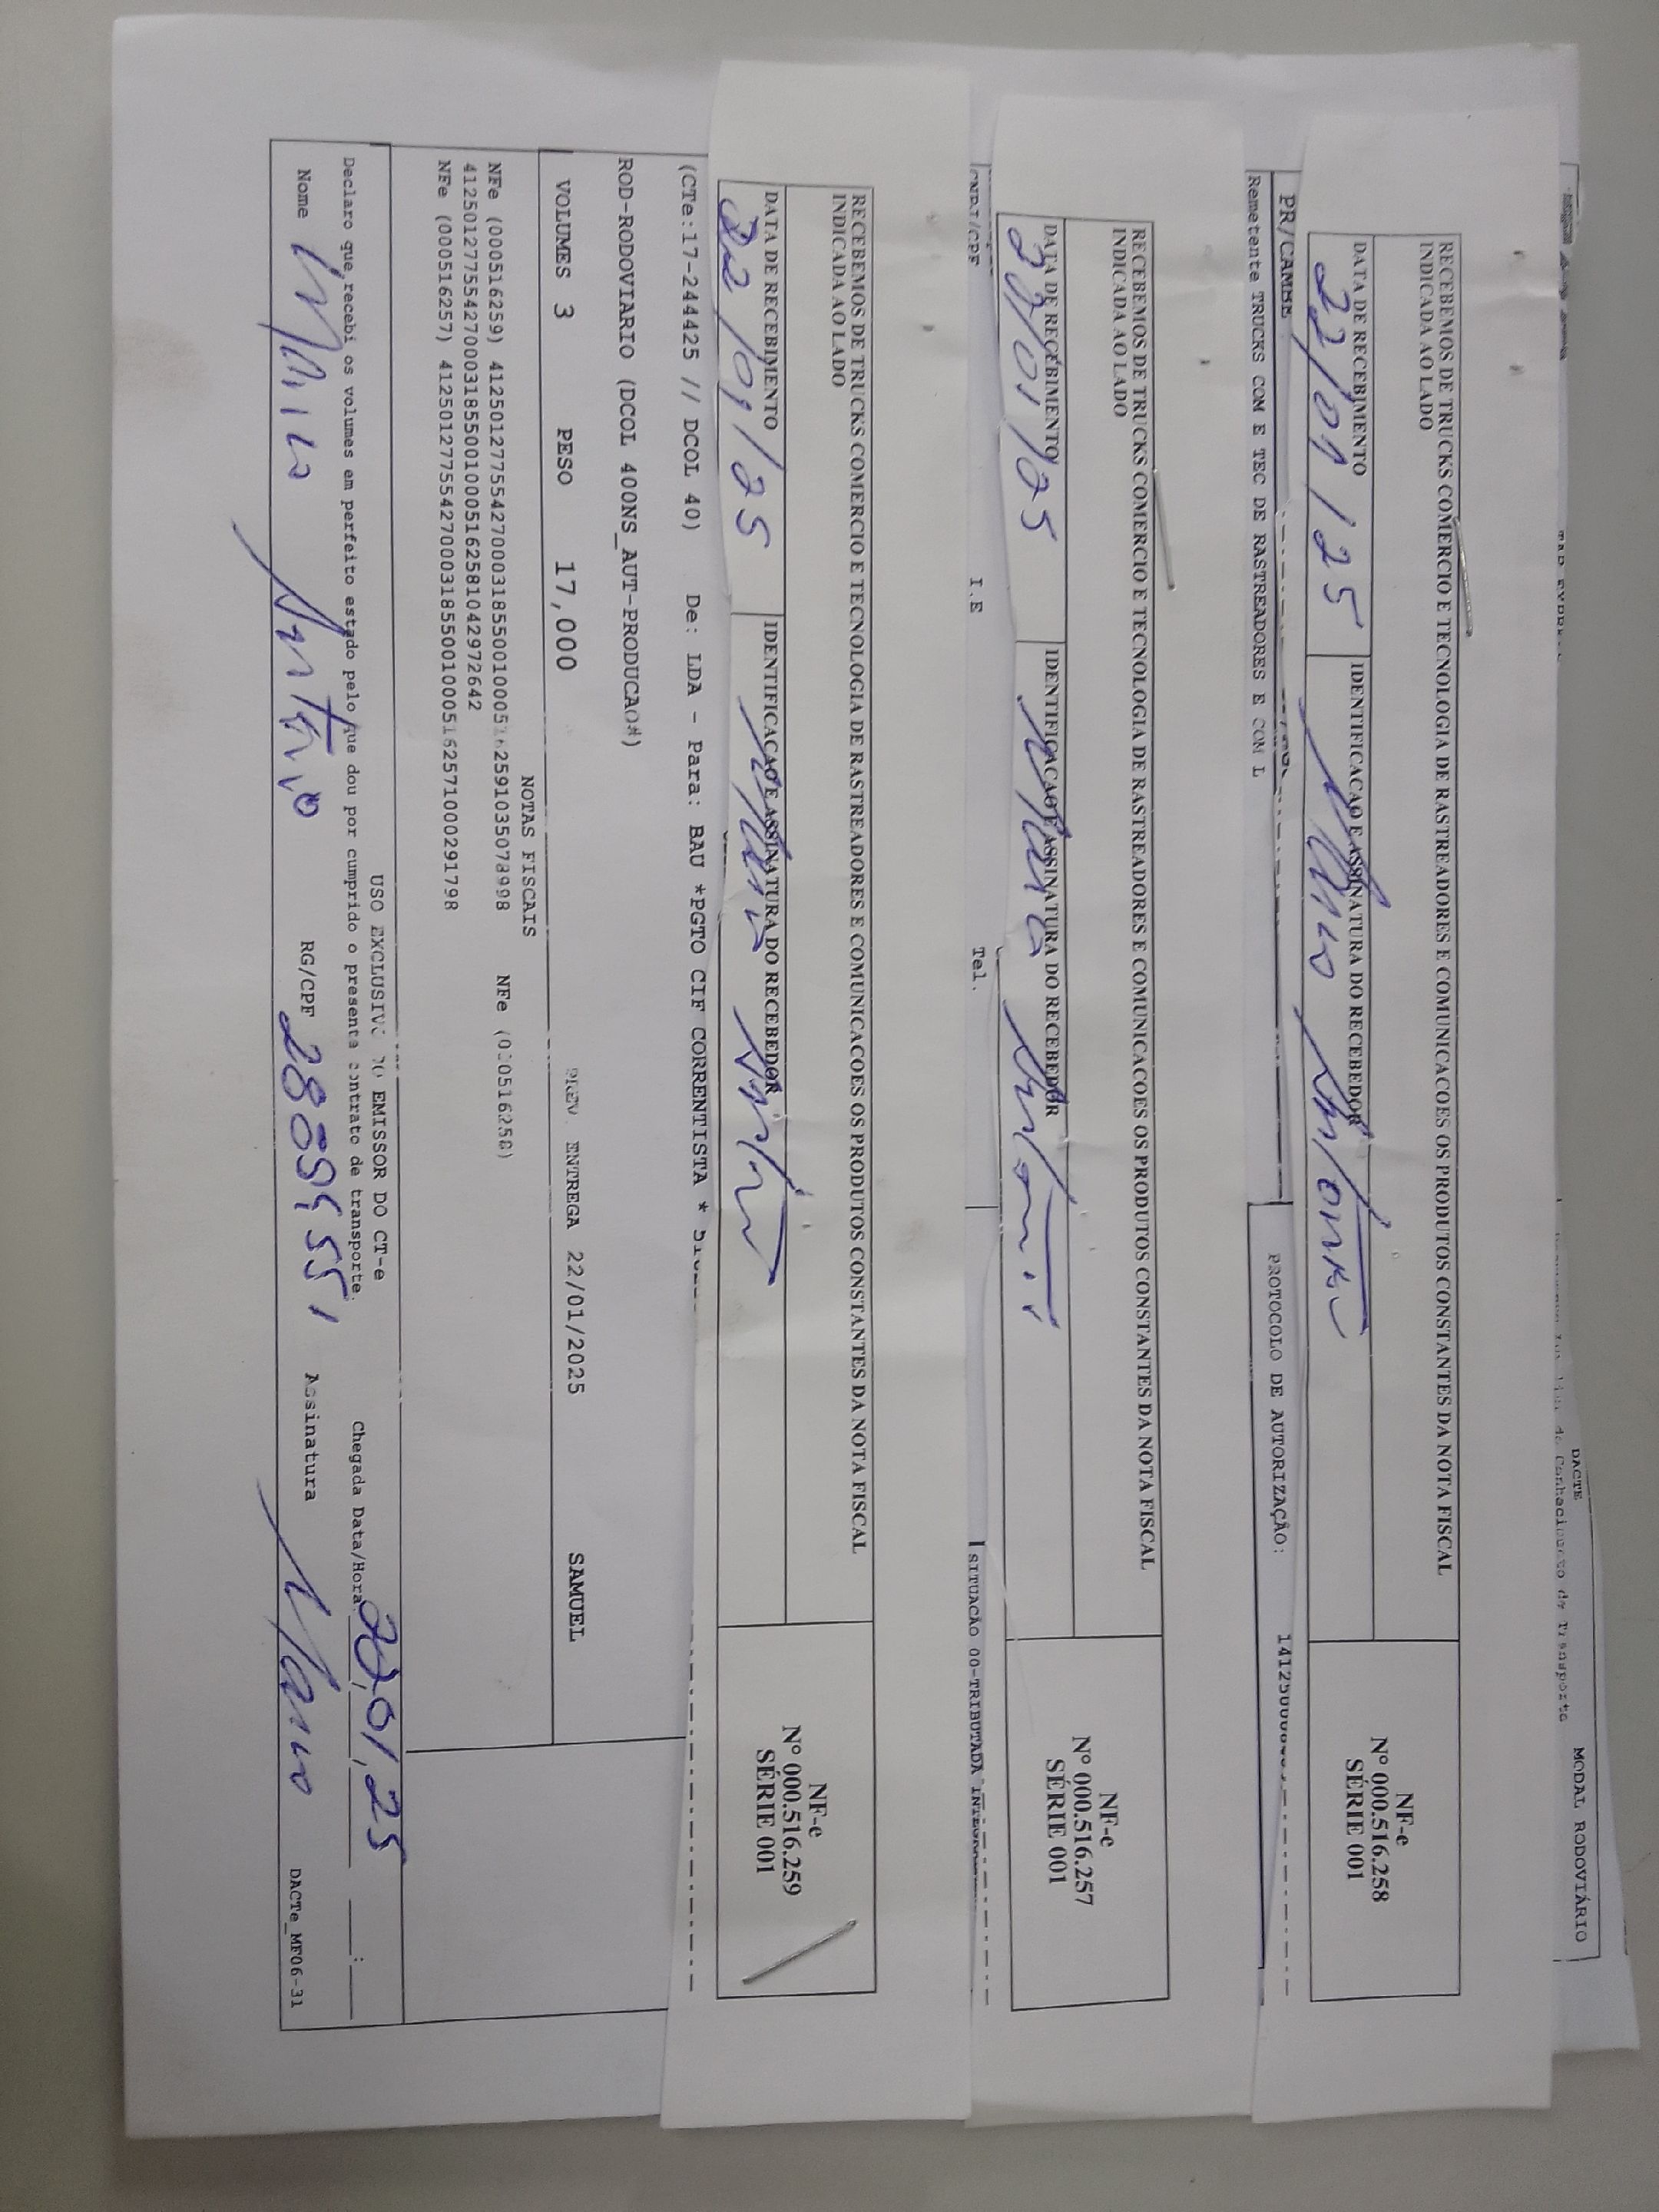 DACTE
MODAL RODOVIÁRIO
RECEBEMOS DE TRUCKS COMERCIO E TECNOLOGIA DE RASTREADORES E COMUNICACOES OS PRODUTOS CONSTANTES DA NOTA FISCAL
INDICADA AO LADO
DATA DE RECEBIMENTO IDENTIFICACAO E ASSINATURA DO RECEBEDOR
22/01/25
NF-e
Nº 000.516.258
SÉRIE 001
PR/CAMBE
Remetente TRUCKS COM E TEC DE RASTREADORES E COM L
PROTOCOLO DE AUTORIZAÇÃO:
RECEBEMOS DE TRUCKS COMERCIO E TECNOLOGIA DE RASTREADORES E COMUNICACOES OS PRODUTOS CONSTANTES DA NOTA FISCAL
INDICADA AO LADO
DATA DE RECEBIMENTO IDENTIFICACAO E ASSINATURA DO RECEBEDOR
22/01/25
NF-e
Nº 000.516.257
SÉRIE 001
CNPJ/CPF I.E Tel. SITUACÃO 00-TRIBUTADA
RECEBEMOS DE TRUCKS COMERCIO E TECNOLOGIA DE RASTREADORES E COMUNICACOES OS PRODUTOS CONSTANTES DA NOTA FISCAL
INDICADA AO LADO
DATA DE RECEBIMENTO IDENTIFICACAO E ASSINATURA DO RECEBEDOR
22/01/25
NF-e
Nº 000.516.259
SÉRIE 001
(CTe:17-244425 // DCOL 40) De: LDA - Para: BAU *PGTO CIF CORRENTISTA *
ROD-RODOVIARIO (DCOL 400NS_AUT-PRODUCAO#)
VOLUMES 3 PESO 17,000 PREV. ENTREGA 22/01/2025 SAMUEL
NOTAS FISCAIS
NFe (000516259) 41250127755427000318550010005162591035078998 NFe (000516258)
41250127755427000318550010005162581042972642
NFe (000516257) 41250127755427000318550010005162571000291798
USO EXCLUSIVO DO EMISSOR DO CT-e
Declaro que recebi os volumes em perfeito estado pelo que dou por cumprido o presente contrato de transporte.
Chegada Data/Hora 22,01,25 :
Nome RG/CPF Assinatura
DACTe_MF06-31